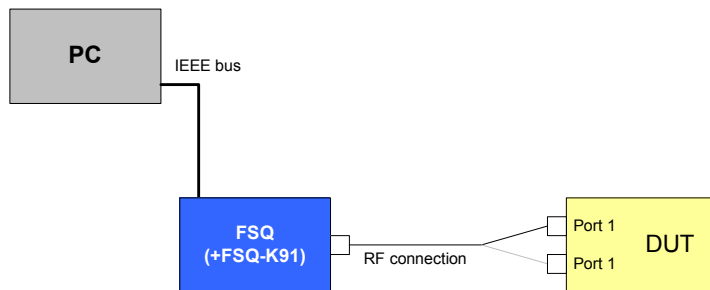 PC
IEEE bus
FSQ
(+FSQ-K91)
RF connection
Port 1
Port 1
DUT